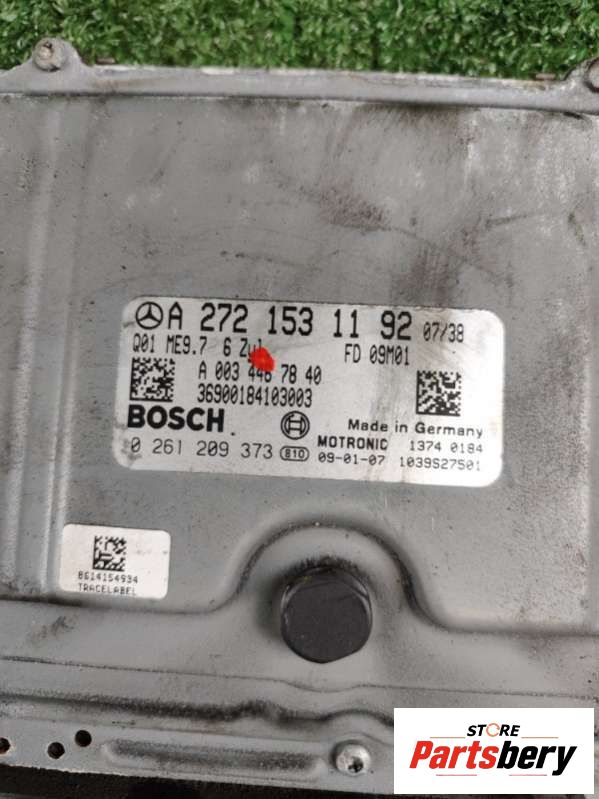 A 272 153 11 92 07/38
Q01 ME9.7 6 Zyl FD 09M01
A 003 446 78 40
36900184103003
BOSCH
Made in Germany
MOTRONIC 1374 0184
0 261 209 373 810 09-01-07 1039S27501
8614154934
TRACELABEL
STORE
Partsbery